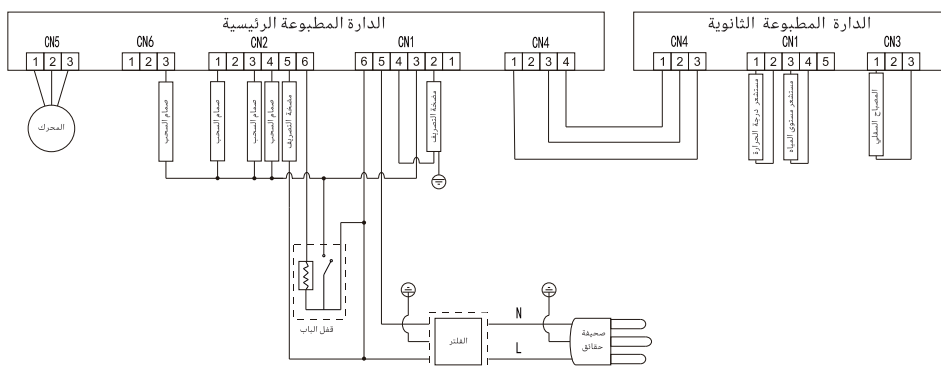 الدارة المطبوعة الرئيسية
الدارة المطبوعة الثانوية
CN5 CN6 CN2 CN1 CN4
CN4 CN1 CN3
1 2 3
1 2 3
1 2 3 4 5 6
6 5 4 3 2 1
1 2 3 4
1 2 3
1 2 3 4 5
1 2 3
المحرك
صمام السحب
صمام السحب
صمام السحب
صمام السحب
مضخة التصريف
مضخة التصريف
مستشعر درجة الحرارة
مستشعر مستوى المياه
المصباح السفلي
قفل الباب
الفلتر
N
L
صحيفة
حقائق